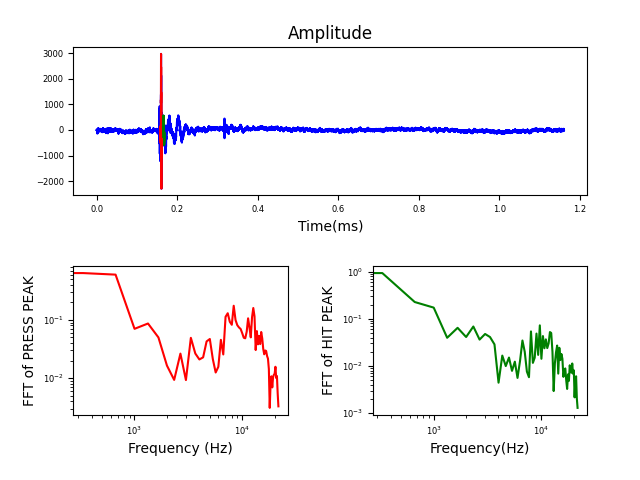 Amplitude
3000
2000
1000
0
−1000
−2000
0.0 0.2 0.4 0.6 0.8 1.0 1.2
Time(ms)
FFT of PRESS PEAK
10⁻¹
10⁻²
10³ 10⁴
Frequency (Hz)
FFT of HIT PEAK
10⁰
10⁻¹
10⁻²
10⁻³
10³ 10⁴
Frequency(Hz)